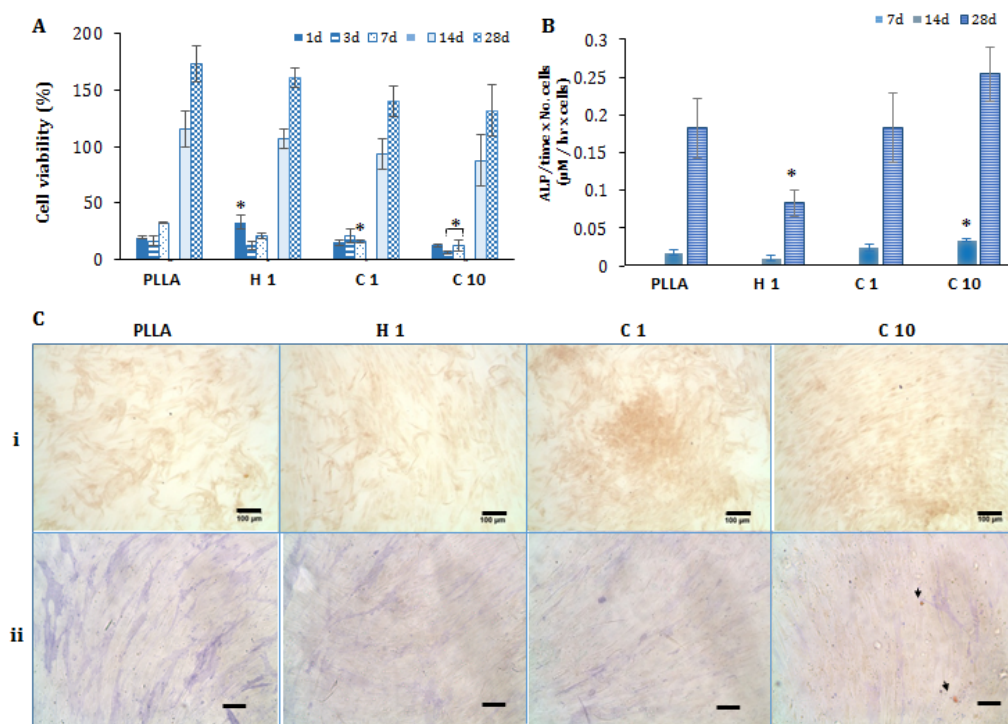 A
1d 3d 7d 14d 28d
Cell viability (%)
200
150
100
50
0
*
*
*
PLLA H 1 C 1 C 10
B
7d 14d 28d
ALP/time x No. cells
(µM / hr x cells)
0.3
0.25
0.2
0.15
0.1
0.05
0
*
*
PLLA H 1 C 1 C 10
C
PLLA H 1 C 1 C 10
i
100 µm 100 µm 100 µm 100 µm
ii